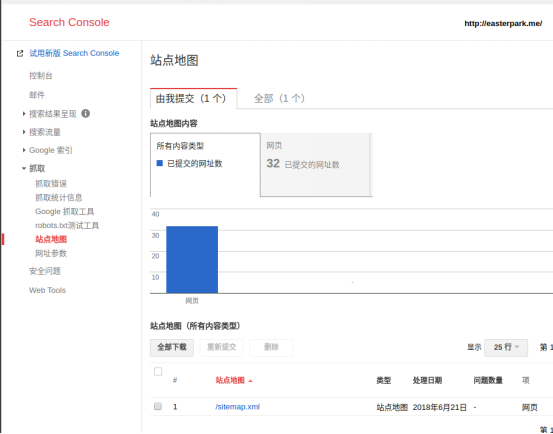 Search Console
http://easterpark.me/
试用新版 Search Console
控制台
邮件
搜索结果呈现
搜索流量
Google 索引
抓取
抓取错误
抓取统计信息
Google 抓取工具
robots.txt测试工具
站点地图
网址参数
安全问题
Web Tools
站点地图
由我提交（1 个） 全部（1 个）
站点地图内容
所有内容类型
已提交的网址数
网页
32 已提交的网址数
40
30
20
10
网页
站点地图（所有内容类型）
全部下载 重新提交 删除 显示 25 行 第 1
# 站点地图 类型 处理日期 问题数量 项
1 /sitemap.xml 站点地图 2018年6月21日 - 网页
第 1